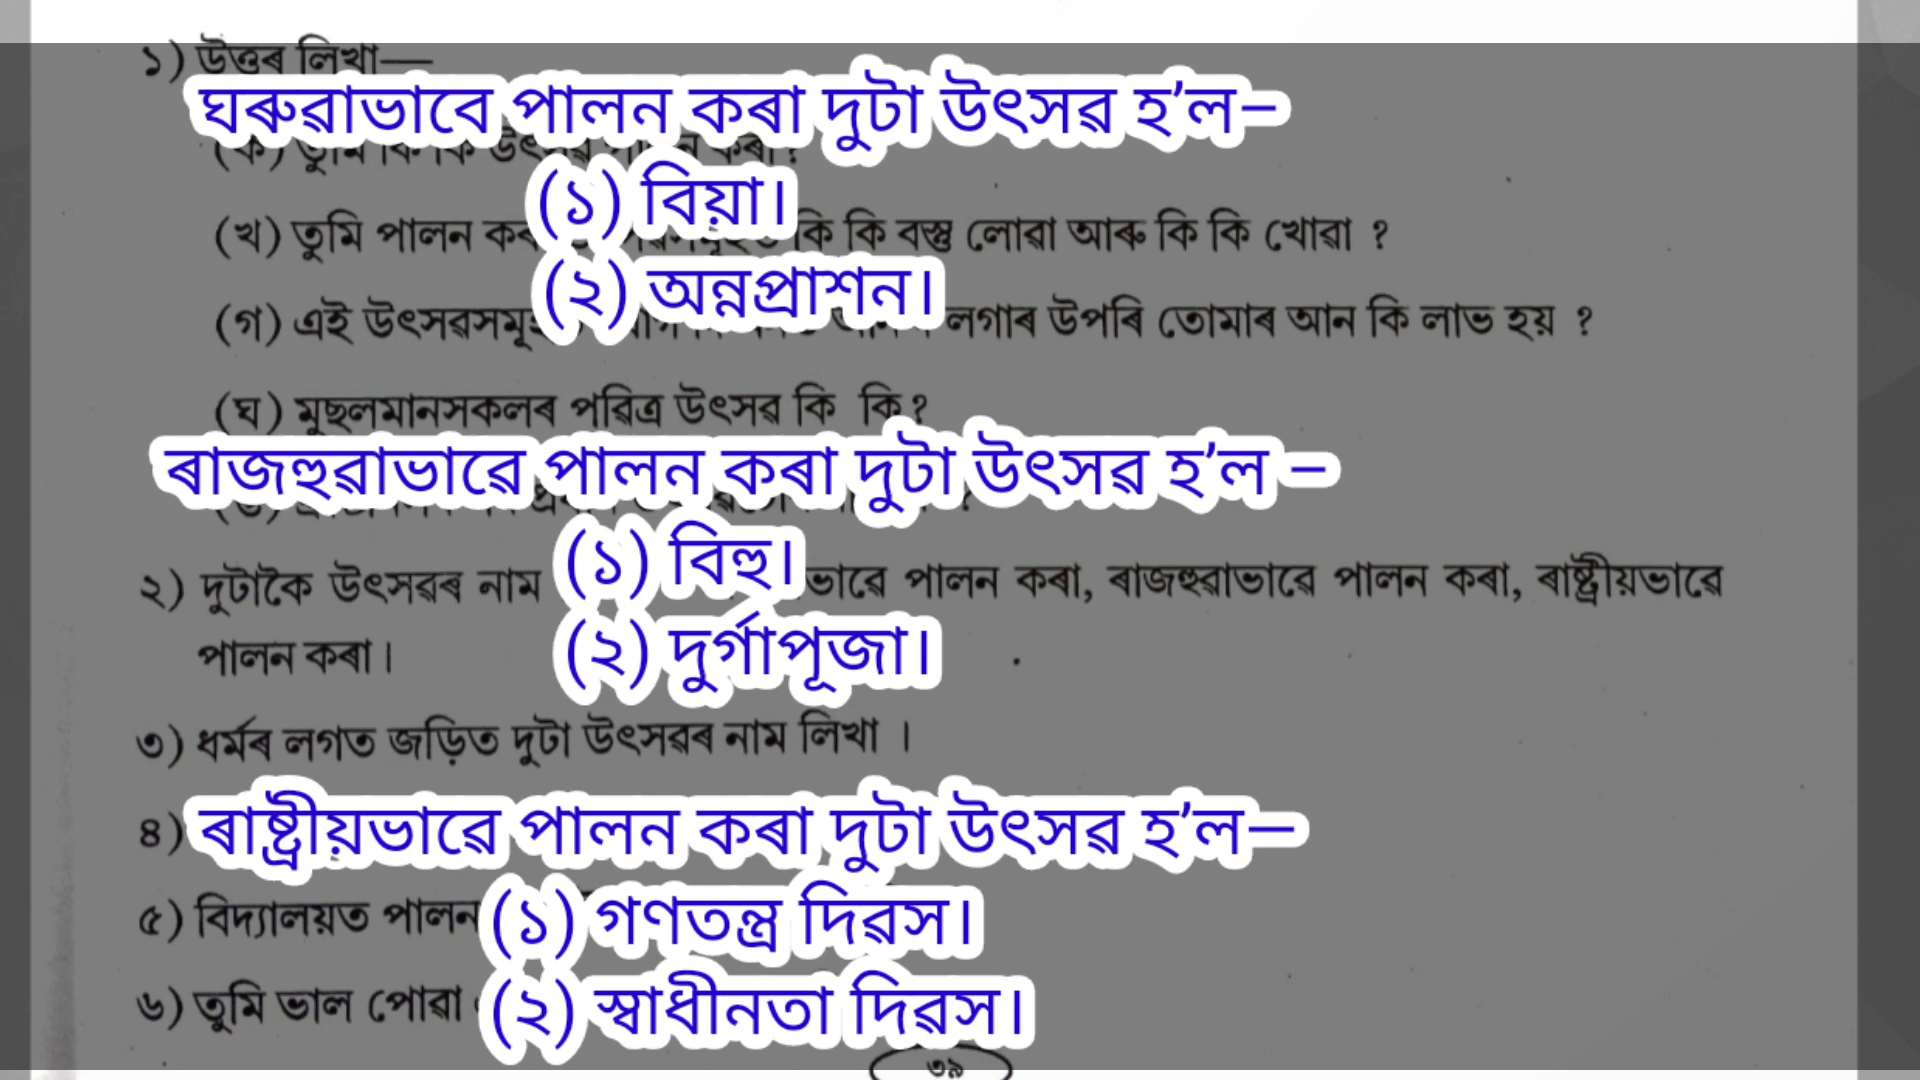 ১) উত্তৰ লিখা—
ঘৰুৱাভাবে পালন কৰা দুটা উৎসৱ হ’ল–
(ক) তুমি কি কি পালন কৰা?
(১) বিয়া।
(খ) তুমি পালন কি কি বস্তু লোৱা আৰু কি কি খোৱা ?
(২) অন্নপ্ৰাশন।
(গ) এই লগাৰ উপৰি তোমাৰ আন কি লাভ হয় ?
(ঘ) মুছলমানসকলৰ পৱিত্ৰ উৎসৱ কি কি?
ৰাজহুৱাভাৱে পালন কৰা দুটা উৎসৱ হ’ল –
(১) বিহু।
২) দুটাকৈ উৎসৱৰ নাম পালন কৰা, ৰাজহুৱাভাৱে পালন কৰা, ৰাষ্ট্ৰীয়ভাৱে
পালন কৰা।
(২) দুৰ্গাপূজা।
৩) ধৰ্মৰ লগত জড়িত দুটা উৎসৱৰ নাম লিখা ।
৪)
ৰাষ্ট্ৰীয়ভাৱে পালন কৰা দুটা উৎসৱ হ’ল—
৫) বিদ্যালয়ত পালন
(১) গণতন্ত্ৰ দিৱস।
৬) তুমি ভাল পোৱা
(২) স্বাধীনতা দিৱস।
৩৯